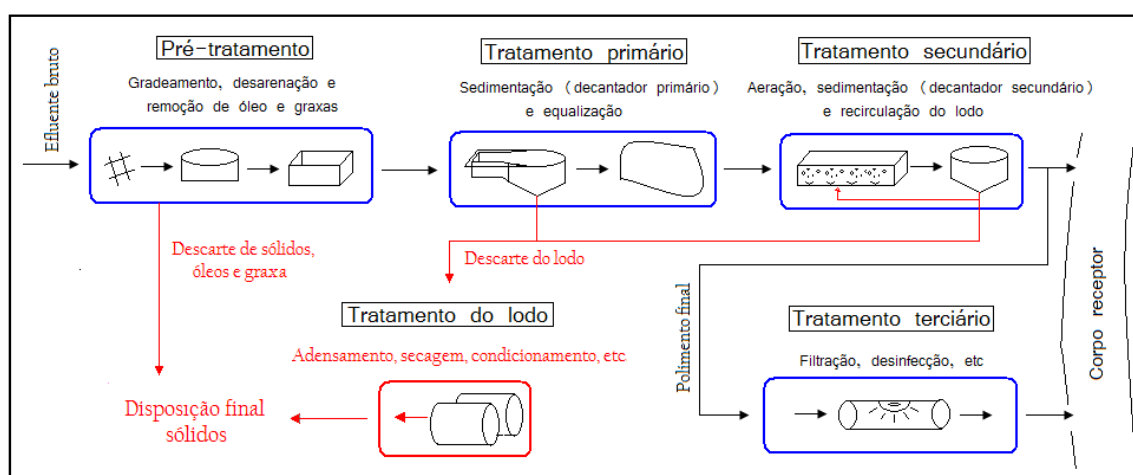 Efluente bruto
Pré-tratamento
Gradeamento, desarenação e
remoção de óleo e graxas
Tratamento primário
Sedimentação (decantador primário)
e equalização
Tratamento secundário
Aeração, sedimentação (decantador secundário)
e recirculação do lodo
Descarte de sólidos,
óleos e graxa
Descarte do lodo
Tratamento do lodo
Adensamento, secagem, condicionamento, etc
Disposição final
sólidos
Polimento final
Tratamento terciário
Filtração, desinfecção, etc
Corpo receptor